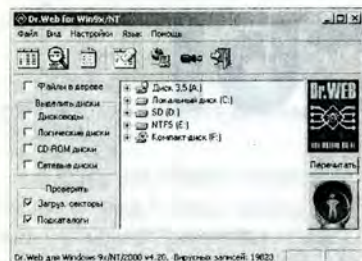 Dr.Web for Win9x/NT
Файл Вид Настройки Язык Помощь
Файлы в дереве
Выделить диски
Дисководы
Логические диски
CD-ROM диски
Сетевые диски
Проверить
Загруз. секторы
Подкаталоги
Диск 3,5 (A:)
Локальный диск (C:)
SD (D:)
NTFS (E:)
Компакт-диск (F:)
Dr.WEB
Перечитать
Dr.Web для Windows 9x/NT/2000 v4.20. Вирусных записей: 19823